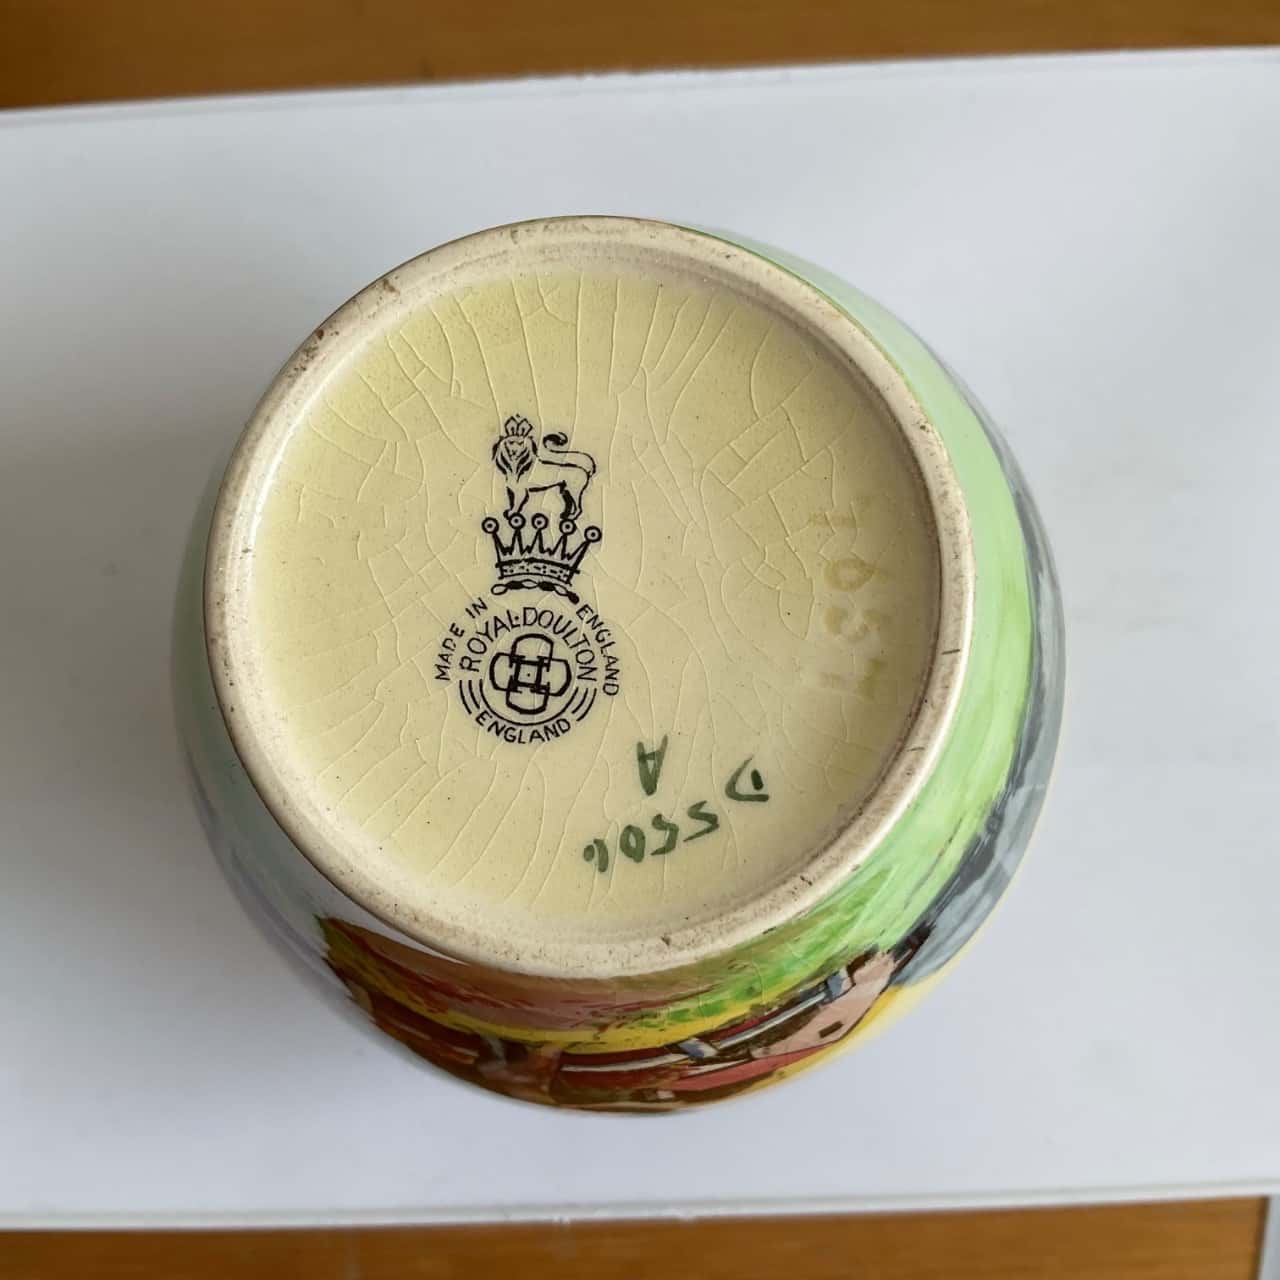 MADE IN ENGLAND
ROYAL·DOULTON
ENGLAND
D5506
A